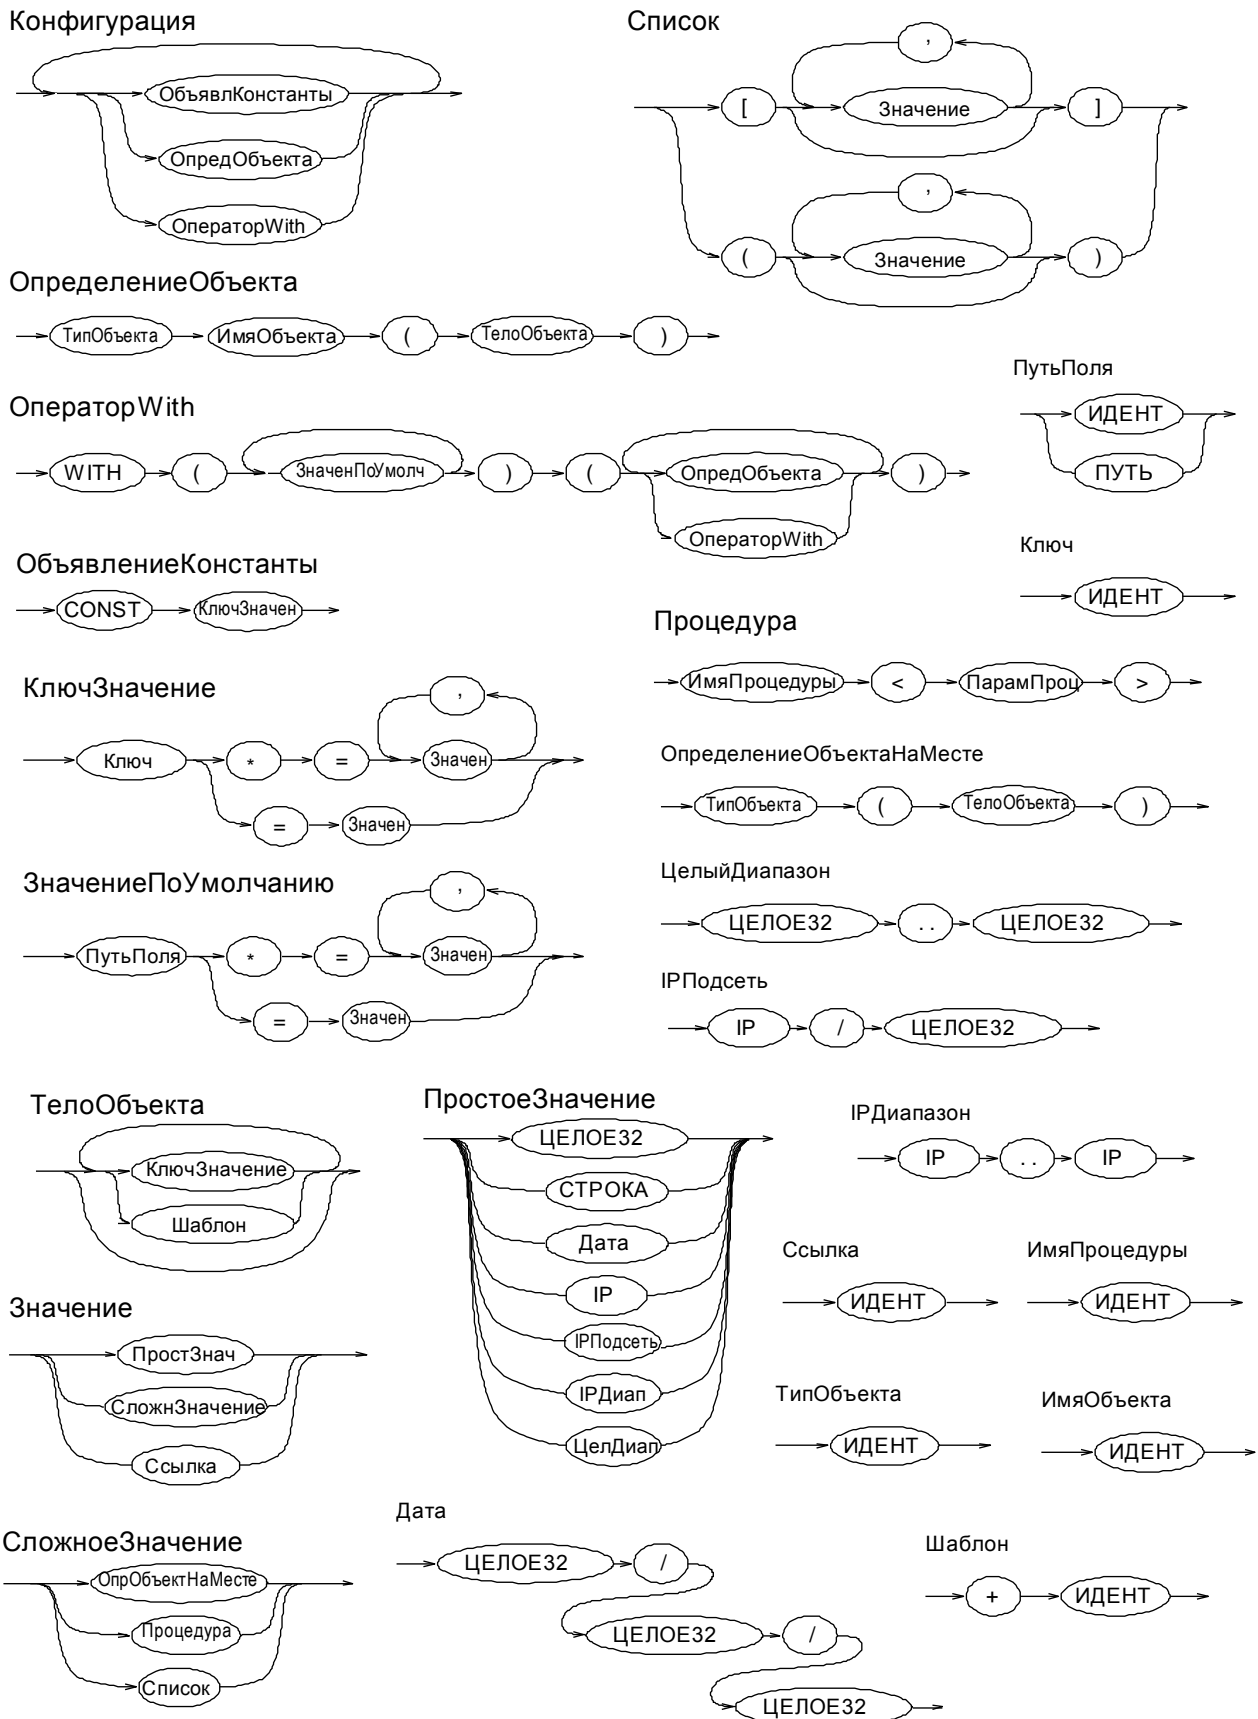 Конфигурация
ОбъявлКонстанты
ОпредОбъекта
ОператорWith
Список
,
[ Значение ]
,
( Значение )
ОпределениеОбъекта
ТипОбъекта ИмяОбъекта ( ТелоОбъекта )
ОператорWith
WITH ( ЗначенПоУмолч ) ( ОпредОбъекта )
ОператорWith
ПутьПоля
ИДЕНТ
ПУТЬ
Ключ
ИДЕНТ
ОбъявлениеКонстанты
CONST КлючЗначен
Процедура
ИмяПроцедуры < ПарамПроц >
КлючЗначение
,
Ключ * = Значен
= Значен
ОпределениеОбъектаНаМесте
ТипОбъекта ( ТелоОбъекта )
ЗначениеПоУмолчанию
,
ПутьПоля * = Значен
= Значен
ЦелыйДиапазон
ЦЕЛОЕ32 .. ЦЕЛОЕ32
IPПодсеть
IP / ЦЕЛОЕ32
ТелоОбъекта
КлючЗначение
Шаблон
ПростоеЗначение
ЦЕЛОЕ32
СТРОКА
Дата
IP
IPПодсеть
IPДиап
ЦелДиап
IPДиапазон
IP .. IP
Ссылка
ИДЕНТ
ИмяПроцедуры
ИДЕНТ
Значение
ПростЗнач
СложнЗначение
Ссылка
ТипОбъекта
ИДЕНТ
ИмяОбъекта
ИДЕНТ
СложноеЗначение
ОпрОбъектНаМесте
Процедура
Список
Дата
ЦЕЛОЕ32 /
ЦЕЛОЕ32 /
ЦЕЛОЕ32
Шаблон
+ ИДЕНТ